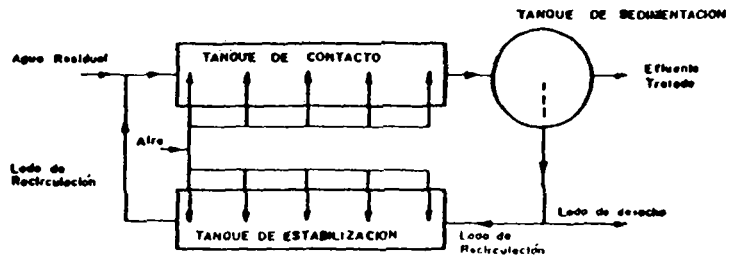 TANQUE DE SEDIMENTACION
TANQUE DE CONTACTO
Agua Residual
Efluente
Tratado
Aire
Lodo de
Recirculación
TANQUE DE ESTABILIZACION
Lodo de desecho
Lodo de
Recirculación